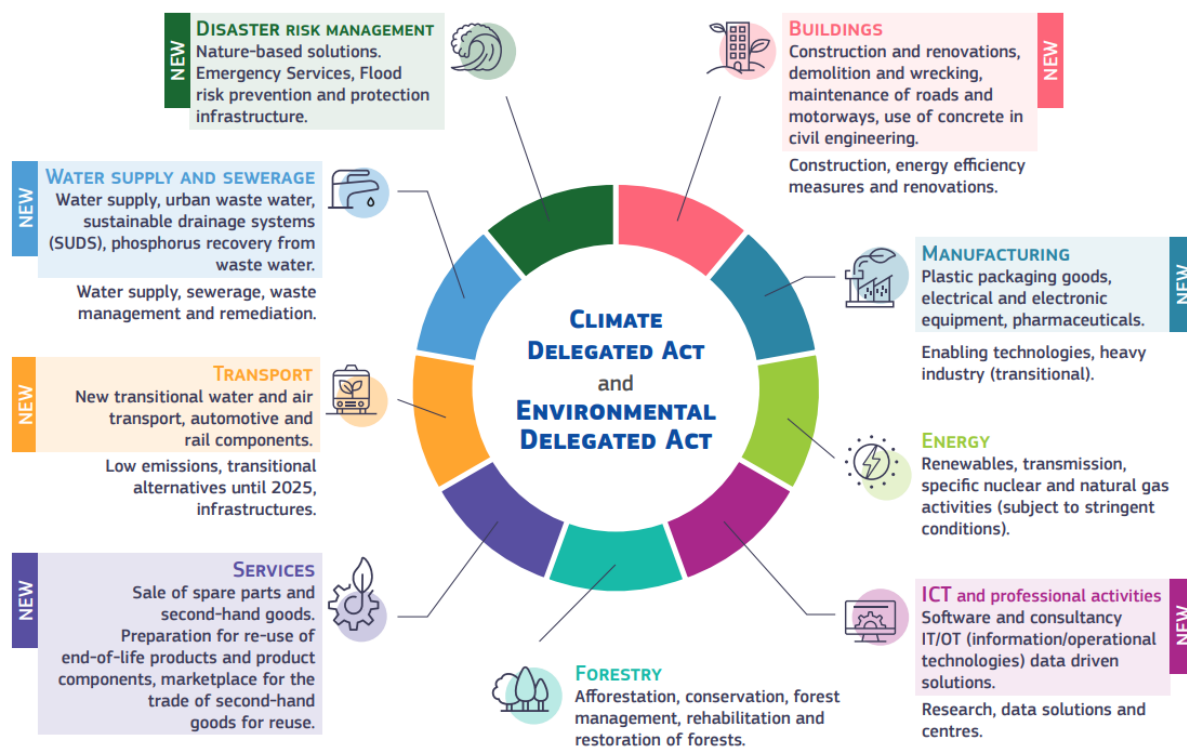 DISASTER RISK MANAGEMENT
NEW
Nature-based solutions.
Emergency Services, Flood
risk prevention and protection
infrastructure.
BUILDINGS
NEW
Construction and renovations,
demolition and wrecking,
maintenance of roads and
motorways, use of concrete in
civil engineering.
Construction, energy efficiency
measures and renovations.
WATER SUPPLY AND SEWERAGE
NEW
Water supply, urban waste water,
sustainable drainage systems
(SUDS), phosphorus recovery from
waste water.
Water supply, sewerage, waste
management and remediation.
MANUFACTURING
NEW
Plastic packaging goods,
electrical and electronic
equipment, pharmaceuticals.
Enabling technologies, heavy
industry (transitional).
CLIMATE
DELEGATED ACT
and
ENVIRONMENTAL
DELEGATED ACT
TRANSPORT
NEW
New transitional water and air
transport, automotive and
rail components.
Low emissions, transitional
alternatives until 2025,
infrastructures.
ENERGY
Renewables, transmission,
specific nuclear and natural gas
activities (subject to stringent
conditions).
SERVICES
NEW
Sale of spare parts and
second-hand goods.
Preparation for re-use of
end-of-life products and product
components, marketplace for the
trade of second-hand
goods for reuse.
ICT and professional activities
NEW
Software and consultancy
IT/OT (information/operational
technologies) data driven
solutions.
Research, data solutions and
centres.
FORESTRY
Afforestation, conservation, forest
management, rehabilitation and
restoration of forests.